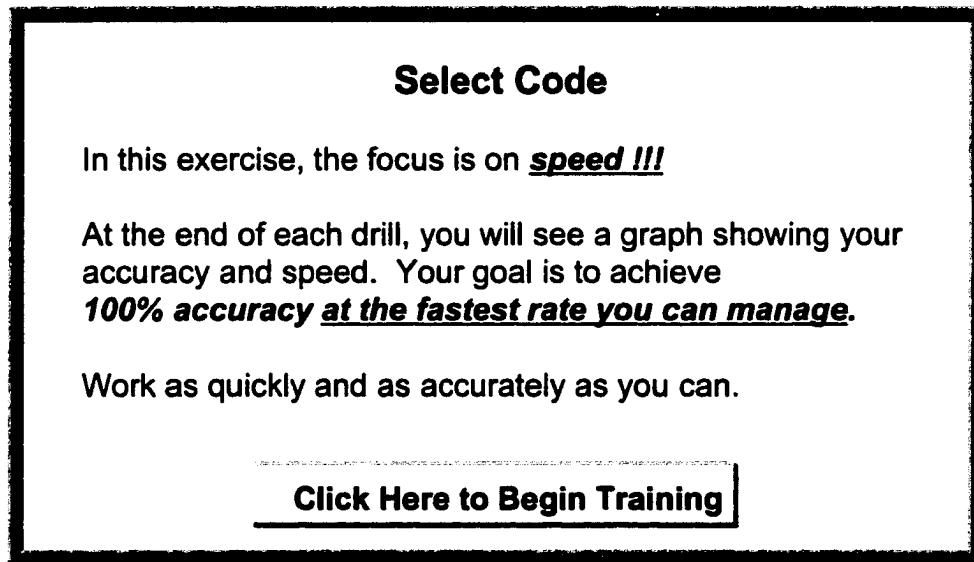 Select Code
In this exercise, the focus is on speed !!!
At the end of each drill, you will see a graph showing your
accuracy and speed. Your goal is to achieve
100% accuracy at the fastest rate you can manage.
Work as quickly and as accurately as you can.
Click Here to Begin Training